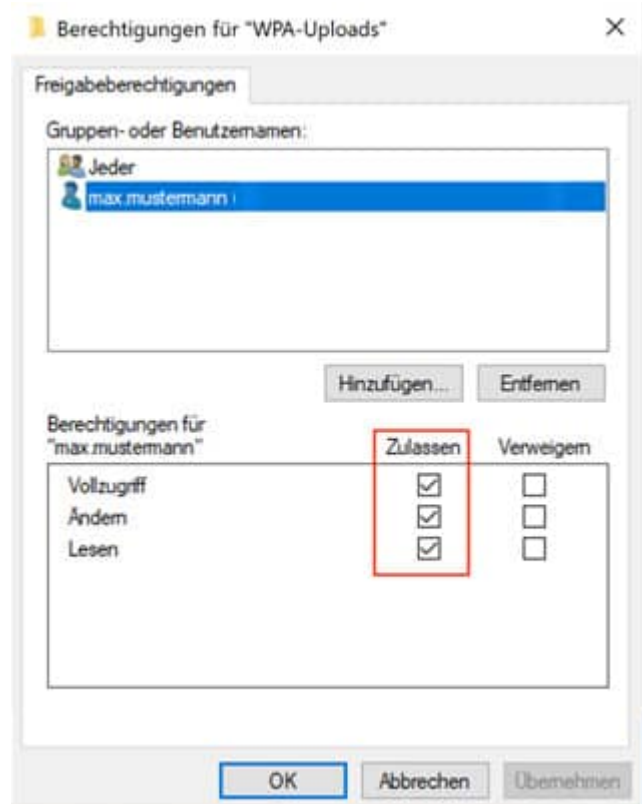 Berechtigungen für "WPA-Uploads"
Freigabeberechtigungen
Gruppen- oder Benutzernamen:
Jeder
max.mustermann
Hinzufügen... Entfernen
Berechtigungen für
"max.mustermann" Zulassen Verweigern
Vollzugriff
Ändern
Lesen
OK Abbrechen Übernehmen